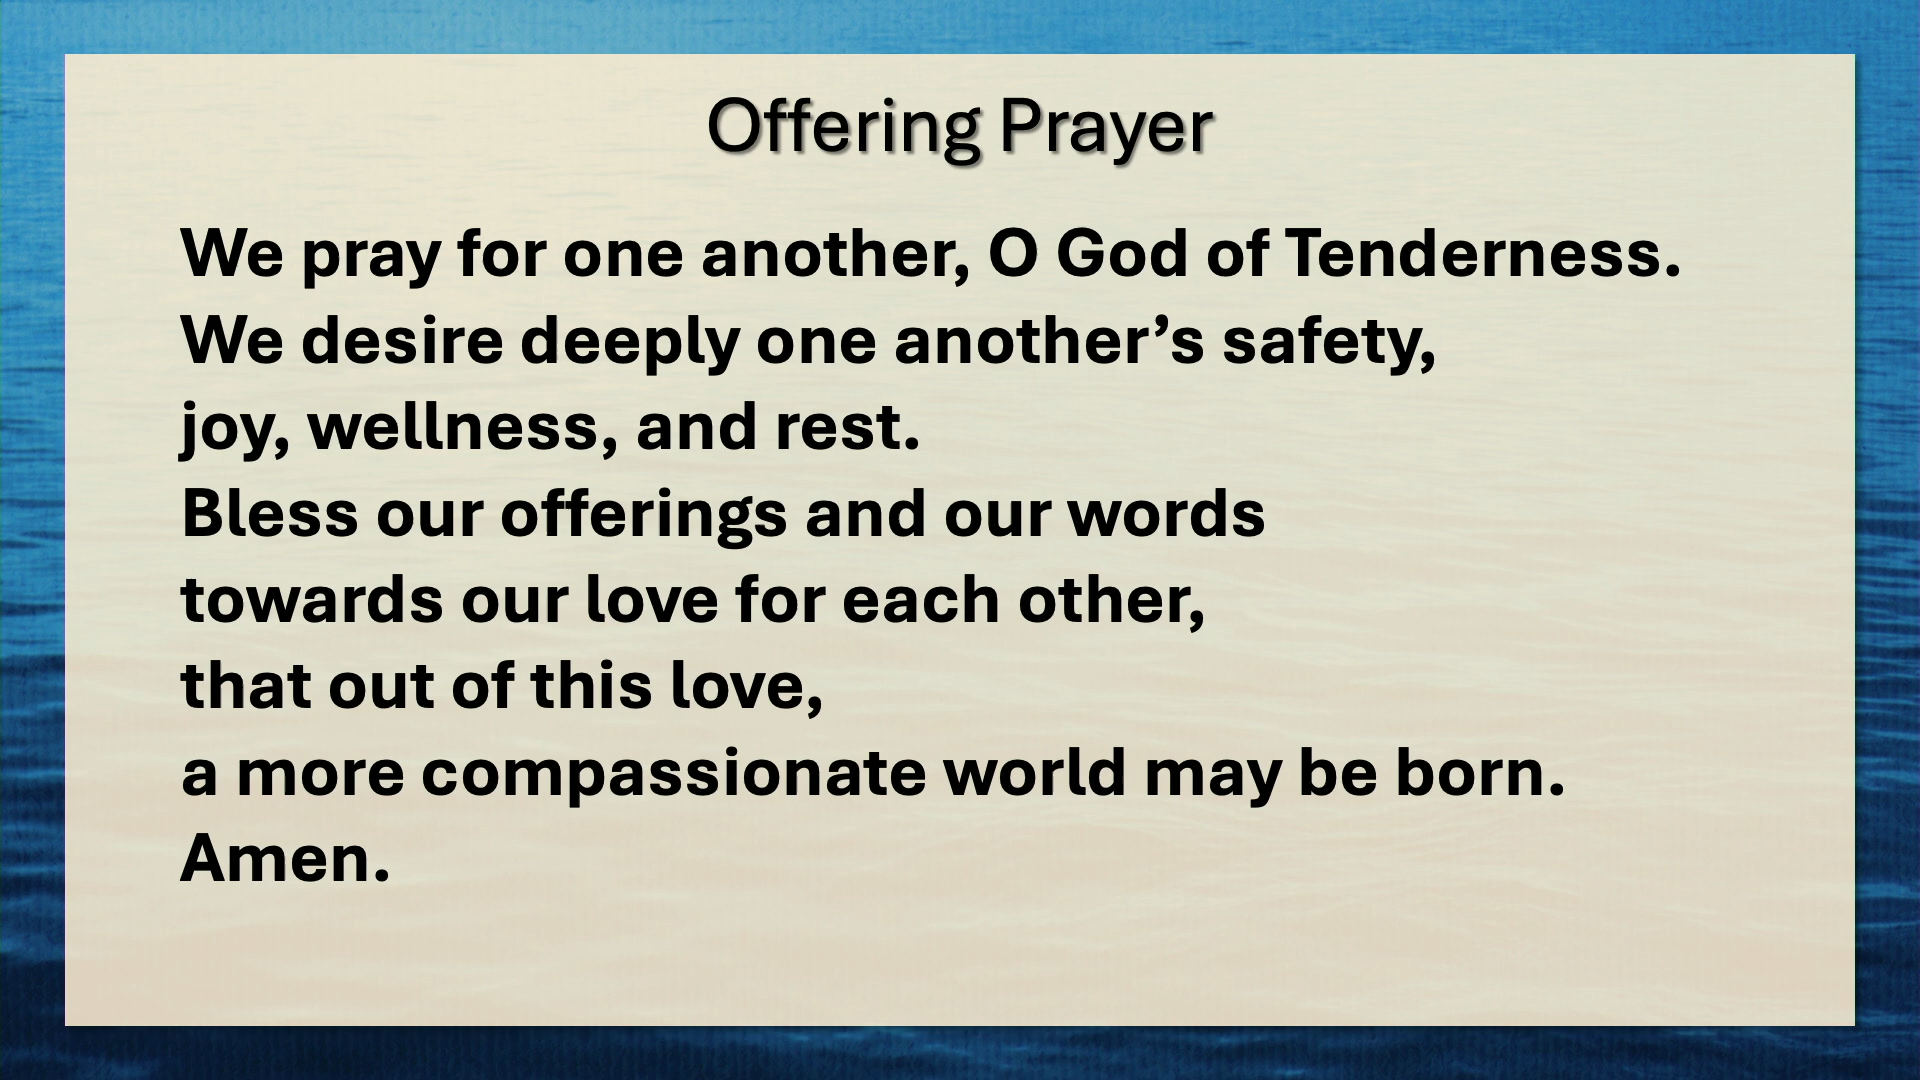 Offering Prayer
We pray for one another, O God of Tenderness.
We desire deeply one another’s safety,
joy, wellness, and rest.
Bless our offerings and our words
towards our love for each other,
that out of this love,
a more compassionate world may be born.
Amen.